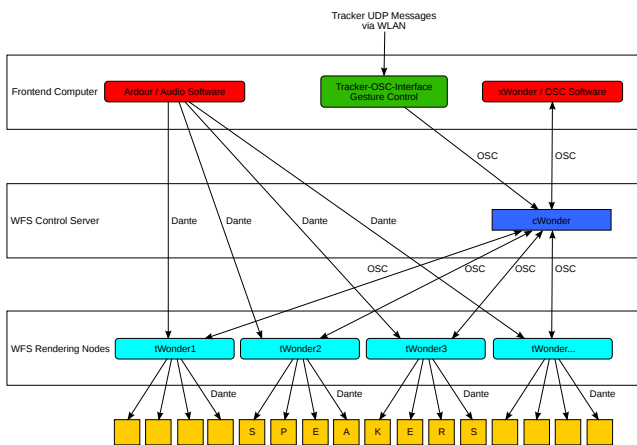 Tracker UDP Messages
via WLAN
Frontend Computer
Ardour / Audio Software
Tracker-OSC-Interface
Gesture Control
xWonder / OSC Software
OSC
OSC
WFS Control Server
Dante
Dante
Dante
Dante
cWonder
OSC
OSC
OSC
OSC
WFS Rendering Nodes
tWonder1
tWonder2
tWonder3
tWonder...
Dante
Dante
Dante
Dante
S P E A K E R S